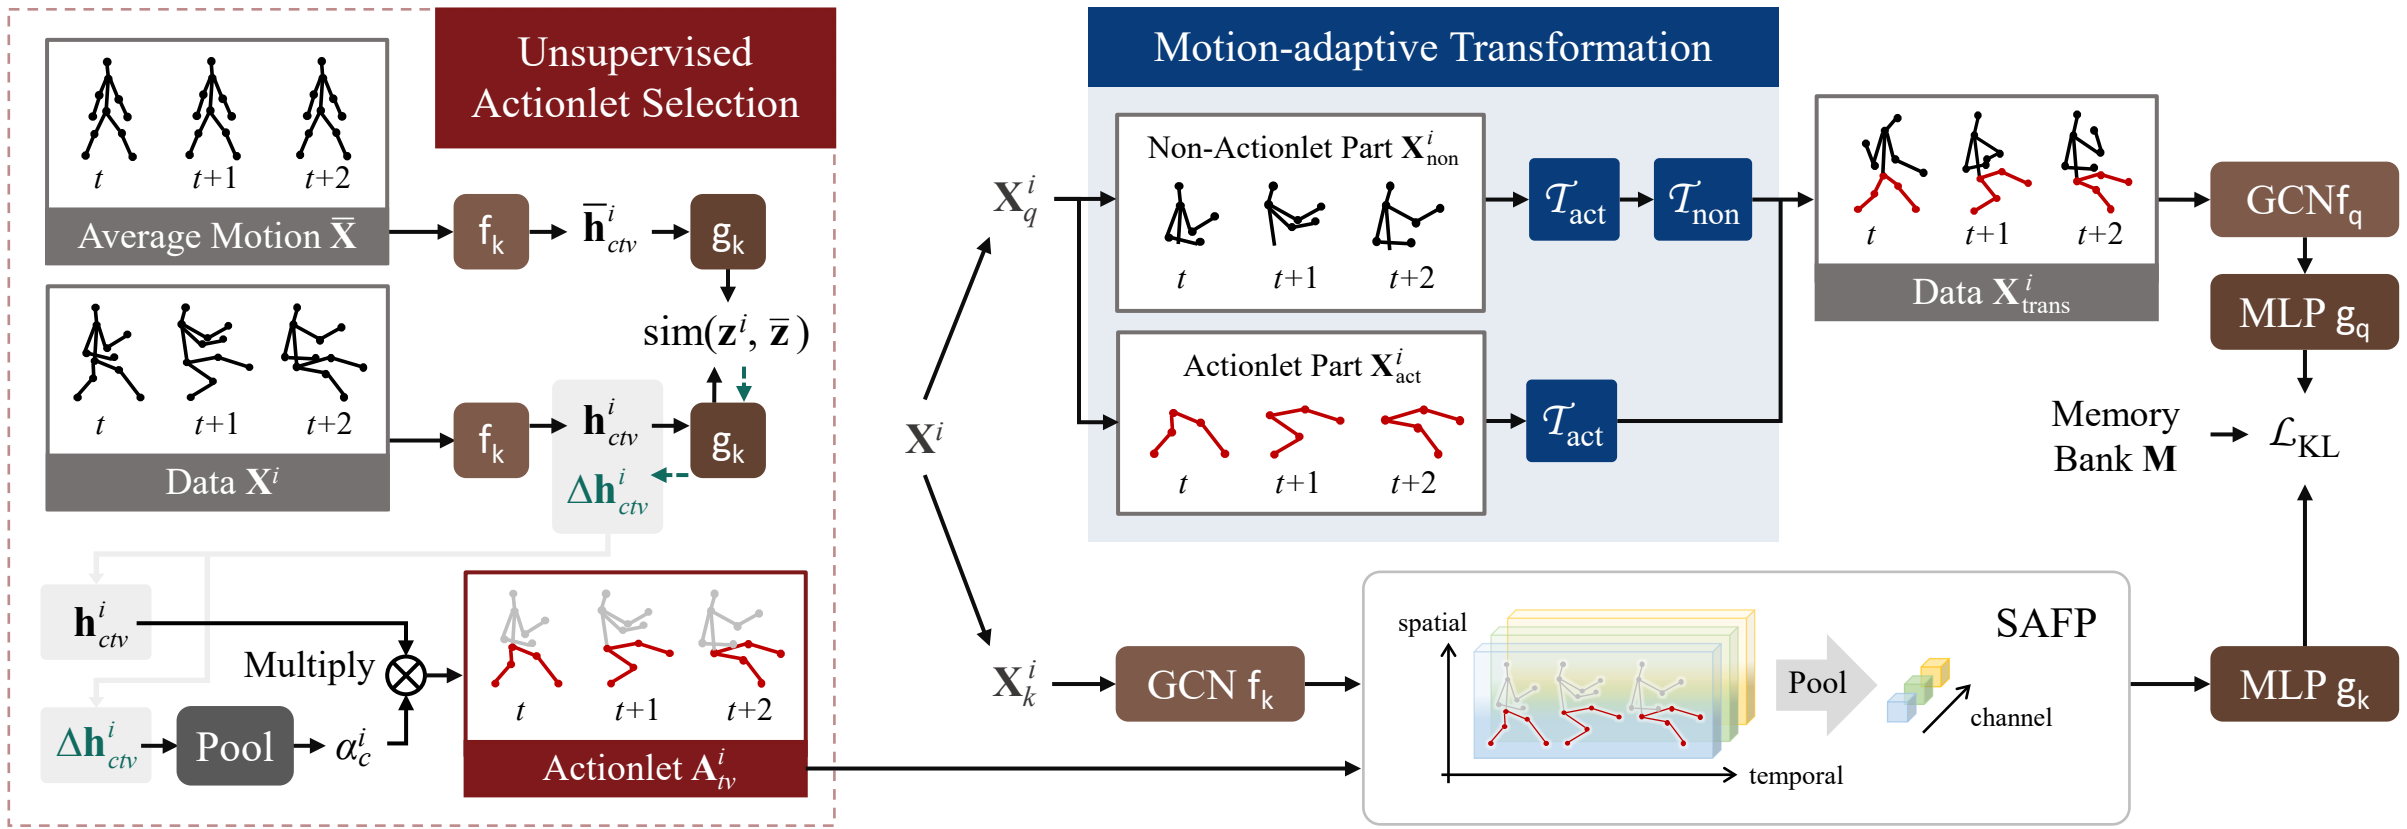 Unsupervised
Actionlet Selection
t t+1 t+2
Average Motion X̄
f_k
h̄^i_ctv
g_k
sim(z^i, z̄)
t t+1 t+2
Data X^i
f_k
h^i_ctv
Δh^i_ctv
g_k
h^i_ctv
Multiply
Δh^i_ctv
Pool
α^i_c
t t+1 t+2
Actionlet A^i_tv
X^i
X^i_q
X^i_k
Motion-adaptive Transformation
Non-Actionlet Part X^i_non
t t+1 t+2
𝒯_act
𝒯_non
Actionlet Part X^i_act
t t+1 t+2
𝒯_act
t t+1 t+2
Data X^i_trans
GCNf_q
MLP g_q
Memory
Bank M
ℒ_KL
GCN f_k
SAFP
spatial
temporal
Pool
channel
MLP g_k